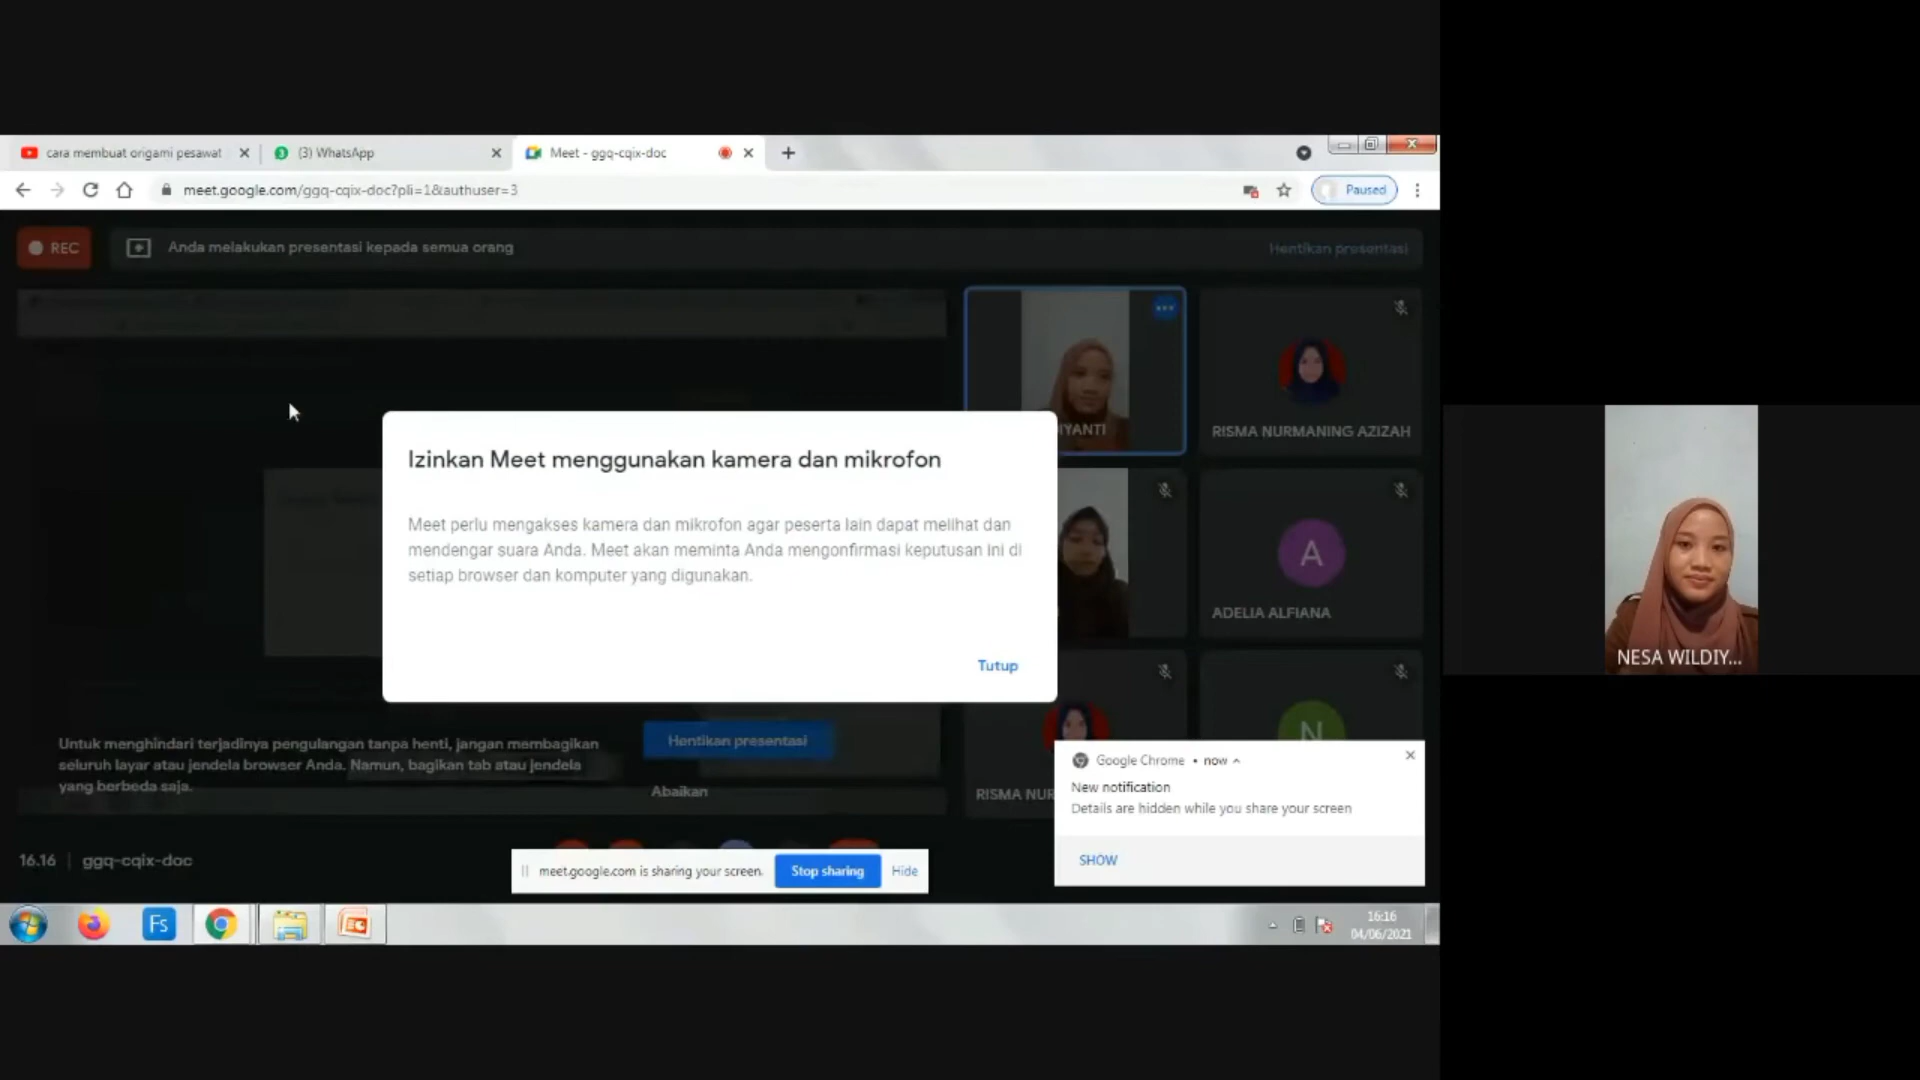 cara membuat origami pesawat
(3) WhatsApp
Meet - ggq-cqix-doc
meet.google.com/ggq-cqix-doc?pli=1&authuser=3
Paused
REC
Anda melakukan presentasi kepada semua orang
Hentikan presentasi
IYANTI
RISMA NURMANING AZIZAH
Izinkan Meet menggunakan kamera dan mikrofon
Meet perlu mengakses kamera dan mikrofon agar peserta lain dapat melihat dan
mendengar suara Anda. Meet akan meminta Anda mengonfirmasi keputusan ini di
setiap browser dan komputer yang digunakan.
Tutup
A
ADELIA ALFIANA
NESA WILDIY...
Untuk menghindari terjadinya pengulangan tanpa henti, jangan membagikan
seluruh layar atau jendela browser Anda. Namun, bagikan tab atau jendela
yang berbeda saja.
Hentikan presentasi
Abaikan
RISMA NUR
N
Google Chrome • now
New notification
Details are hidden while you share your screen
SHOW
16.16 | ggq-cqix-doc
meet.google.com is sharing your screen.
Stop sharing
Hide
Fs
16:16
04/06/2021